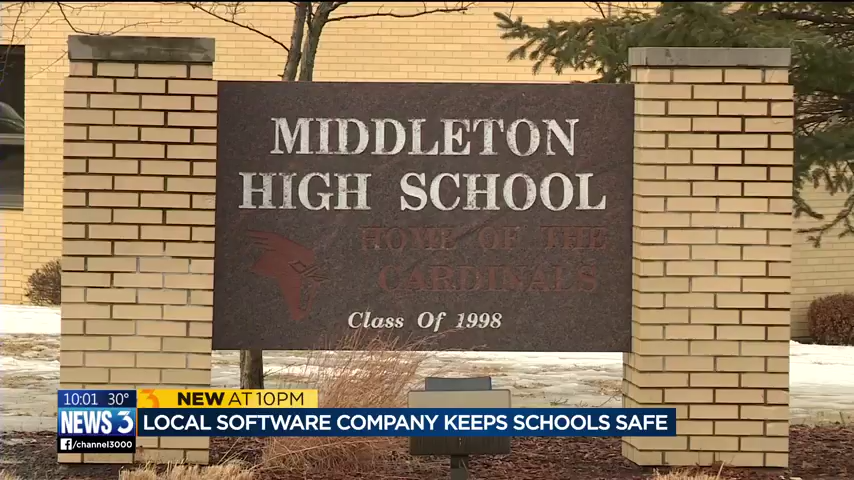 MIDDLETON
HIGH SCHOOL
HOME OF THE
CARDINALS
Class Of 1998
10:01 30°
3 NEW AT 10PM
NEWS 3
LOCAL SOFTWARE COMPANY KEEPS SCHOOLS SAFE
/channel3000